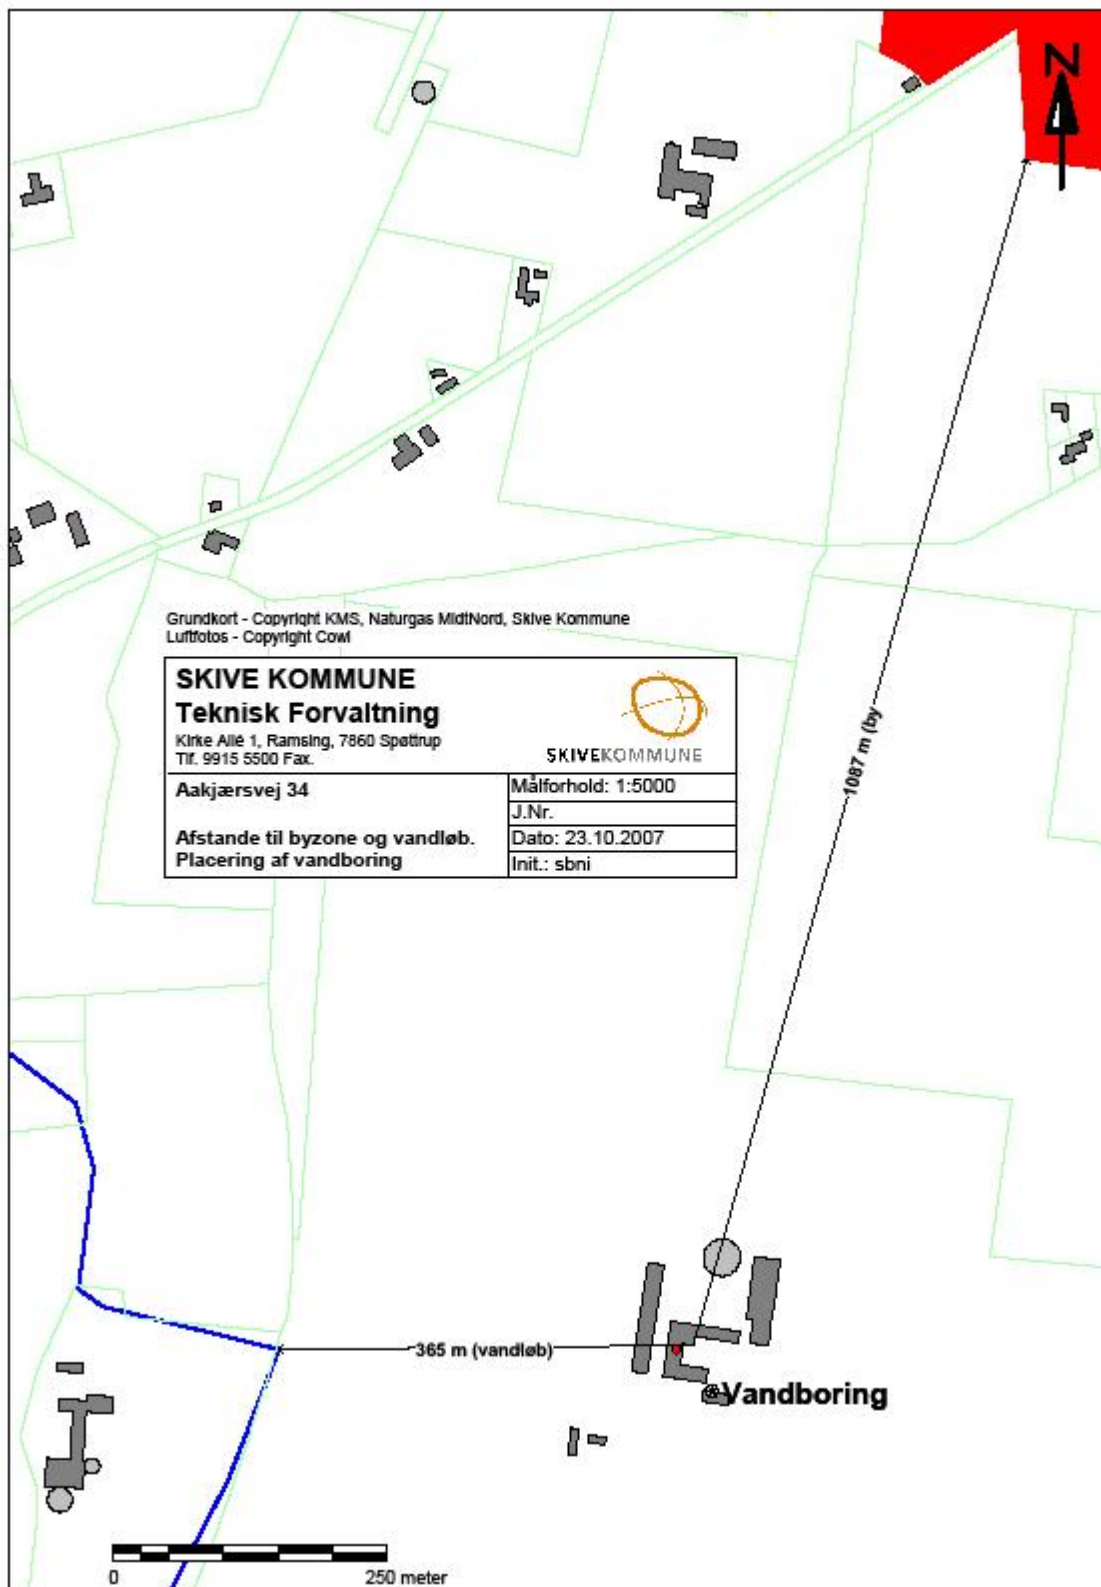 N
1087 m (by
Grundkort - Copyright KMS, Naturgas MidtNord, Skive Kommune
Luftfotos - Copyright Cowi
SKIVE KOMMUNE
Teknisk Forvaltning
Kirke Allé 1, Ramsing, 7860 Spøttrup
Tlf. 9915 5500 Fax.
SKIVEKOMMUNE
Aakjærsvej 34
Afstande til byzone og vandløb.
Placering af vandboring
Målforhold: 1:5000
J.Nr.
Dato: 23.10.2007
Init.: sbni
365 m (vandløb)
Vandboring
0 250 meter